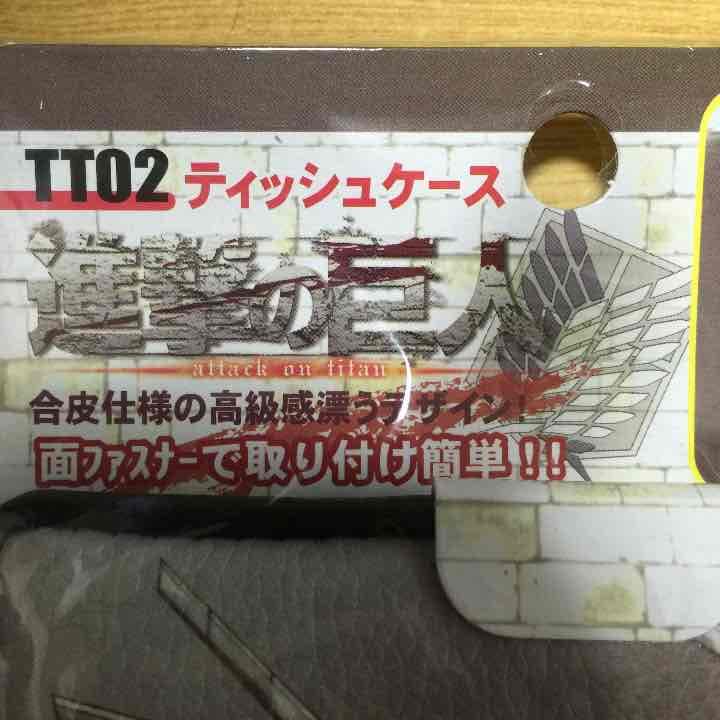 TT02 ティッシュケース
進撃の巨人
attack on titan
合皮仕様の高級感漂うデザイン!
面ファスナーで取り付け簡単!!